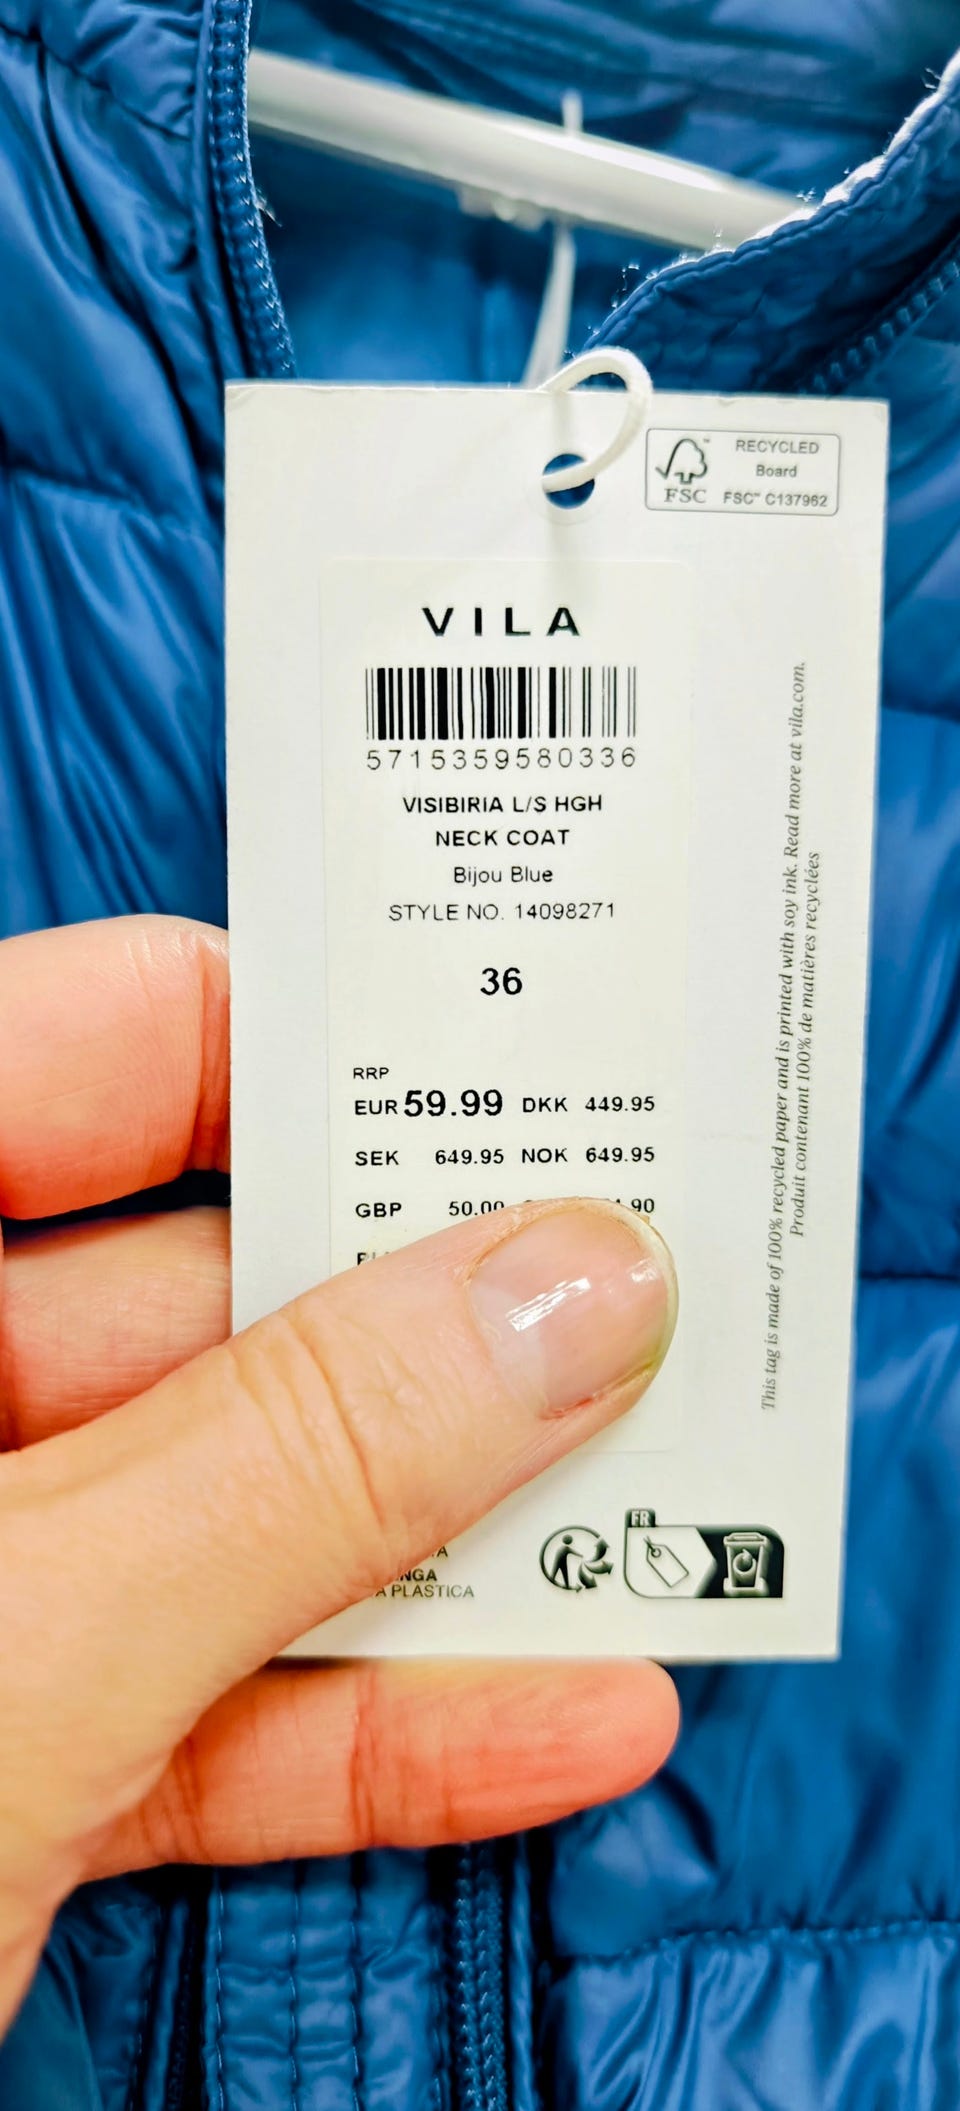 RECYCLED
Board
FSC™ C137962
FSC
VILA
5715359580336
VISIBIRIA L/S HGH
NECK COAT
Bijou Blue
STYLE NO. 14098271
36
RRP
EUR 59.99 DKK 449.95
SEK 649.95 NOK 649.95
GBP 50.00
This tag is made of 100% recycled paper and is printed with soy ink. Read more at vila.com.
Produit contenant 100% de matières recyclées
FR
PLASTICA